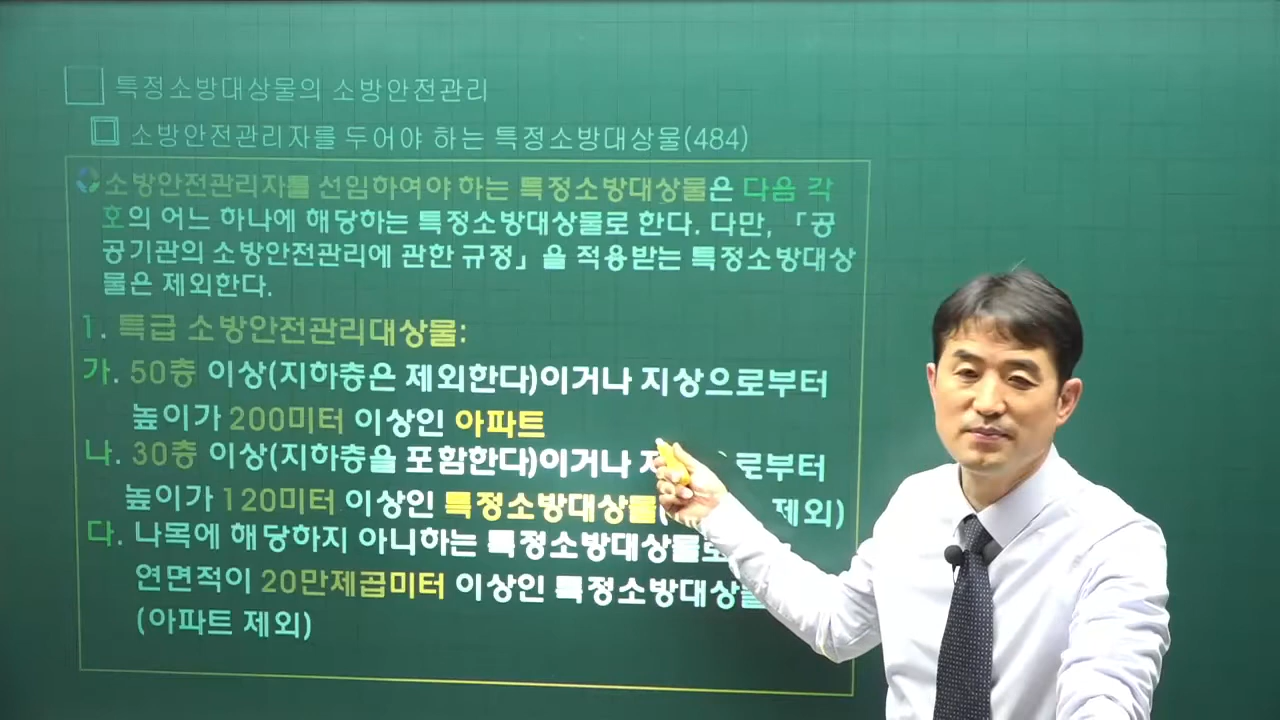 특정소방대상물의 소방안전관리
소방안전관리자를 두어야 하는 특정소방대상물(484)
소방안전관리자를 선임하여야 하는 특정소방대상물은 다음 각
호의 어느 하나에 해당하는 특정소방대상물로 한다. 다만, 「공
공기관의 소방안전관리에 관한 규정」을 적용받는 특정소방대상
물은 제외한다.
1. 특급 소방안전관리대상물:
가. 50층 이상(지하층은 제외한다)이거나 지상으로부터
높이가 200미터 이상인 아파트
나. 30층 이상(지하층을 포함한다)이거나 로부터
높이가 120미터 이상인 특정소방대상물( 제외)
다. 나목에 해당하지 아니하는 특정소방대상물로
연면적이 20만제곱미터 이상인 특정소방대상
(아파트 제외)